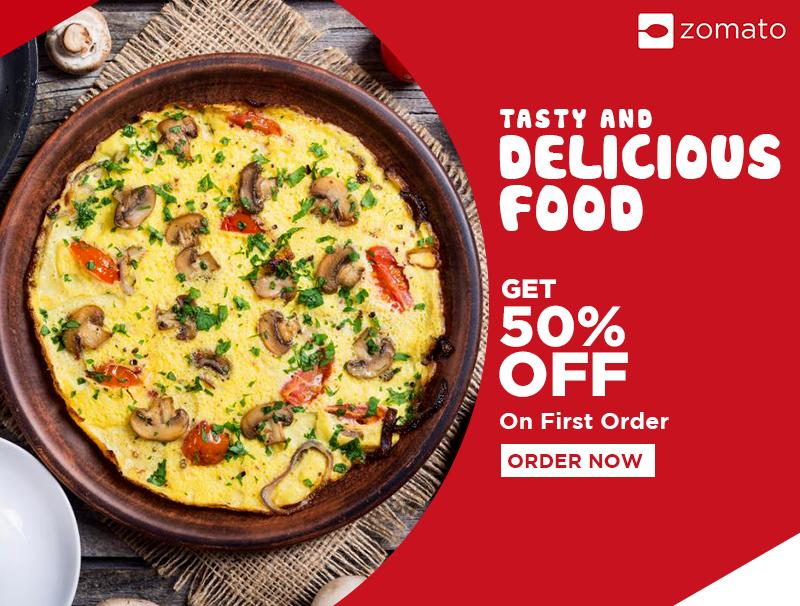 zomato
TASTY AND
DELICIOUS
FOOD
GET
50%
OFF
On First Order
ORDER NOW